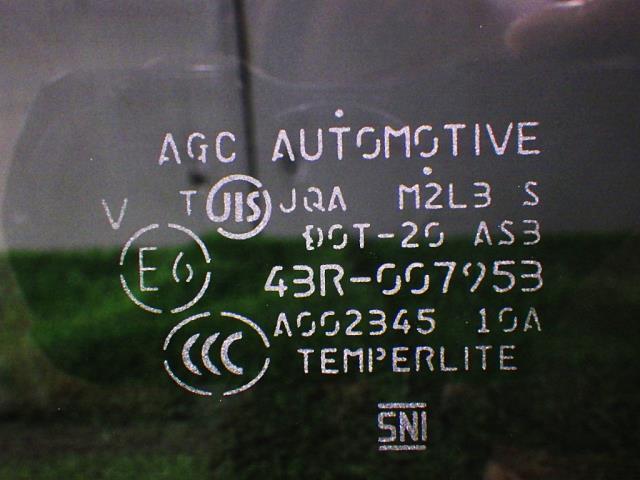 AGC AUTOMOTIVE
V T JIS JQA M2L3 S
DOT-20 AS3
E6 43R-007953
CCC A002345 10A
TEMPERLITE
SNI